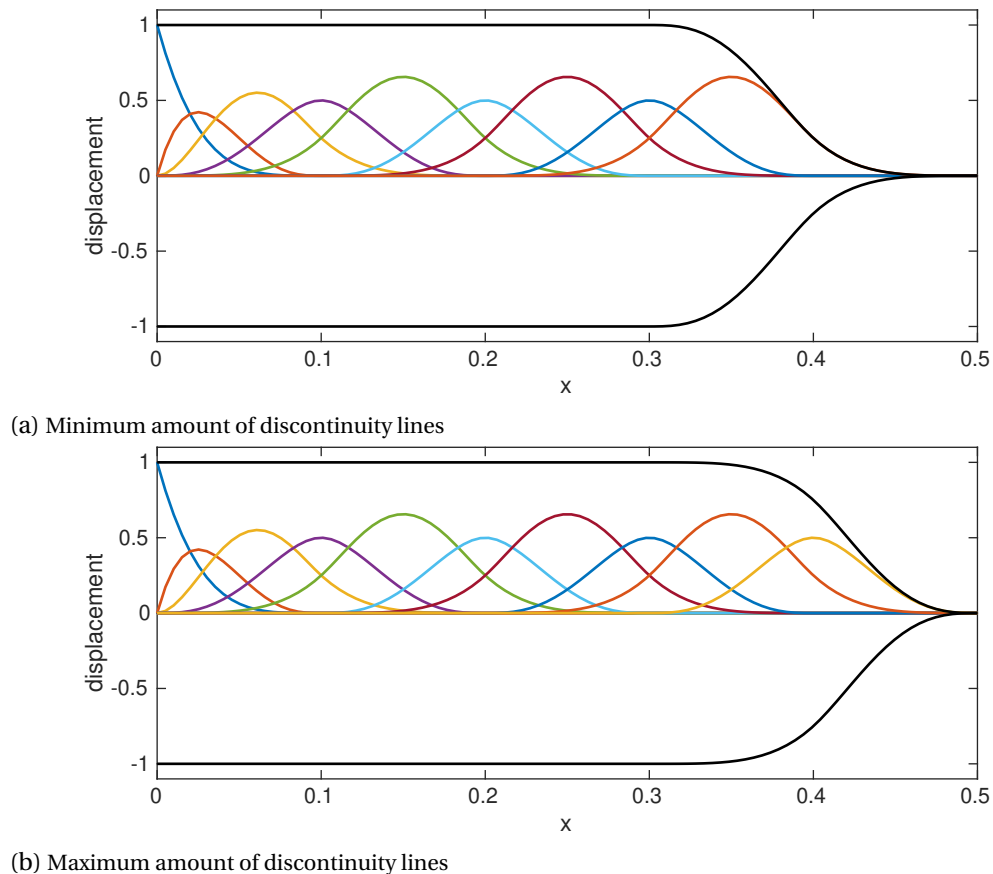 1
0.5
0
-0.5
-1
displacement
0 0.1 0.2 0.3 0.4 0.5
x
(a) Minimum amount of discontinuity lines
1
0.5
0
-0.5
-1
displacement
0 0.1 0.2 0.3 0.4 0.5
x
(b) Maximum amount of discontinuity lines